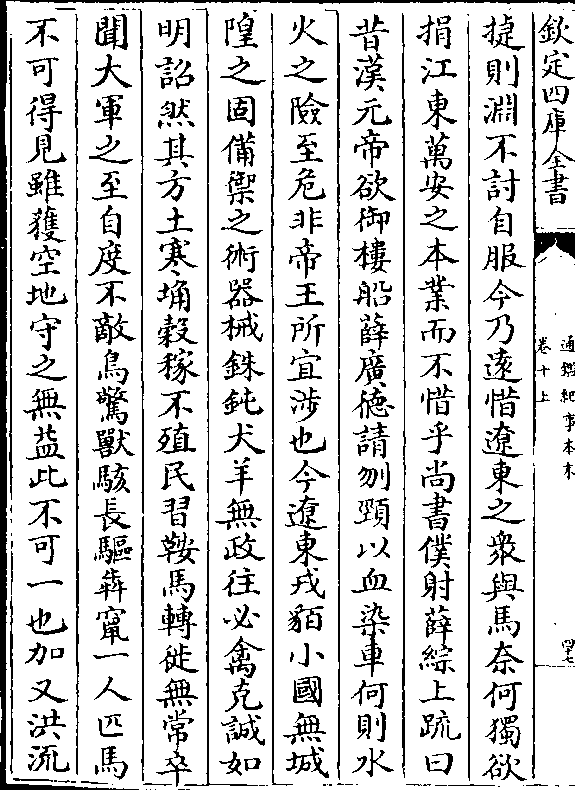 欽定四庫全書
通鑑紀事本末
卷十上
四十七
㨗則淵不討自服今乃逺惜遼東之衆與馬奈何獨欲
捐江東萬安之本業而不惜乎尚書僕射薛綜上疏曰
昔漢元帝欲御樓船薛廣徳請刎頸以血染車何則水
火之險至危非帝王所宜涉也今遼東戎貊小國無城
隍之固備禦之術器械銖鈍犬羊無政往必禽克誠如
明詔然其方土寒埆穀稼不殖民習鞍馬轉徙無常卒
聞大軍之至自度不敵鳥驚獸駭長驅奔竄一人匹馬
不可得見雖獲空地守之無益此不可一也加又洪流